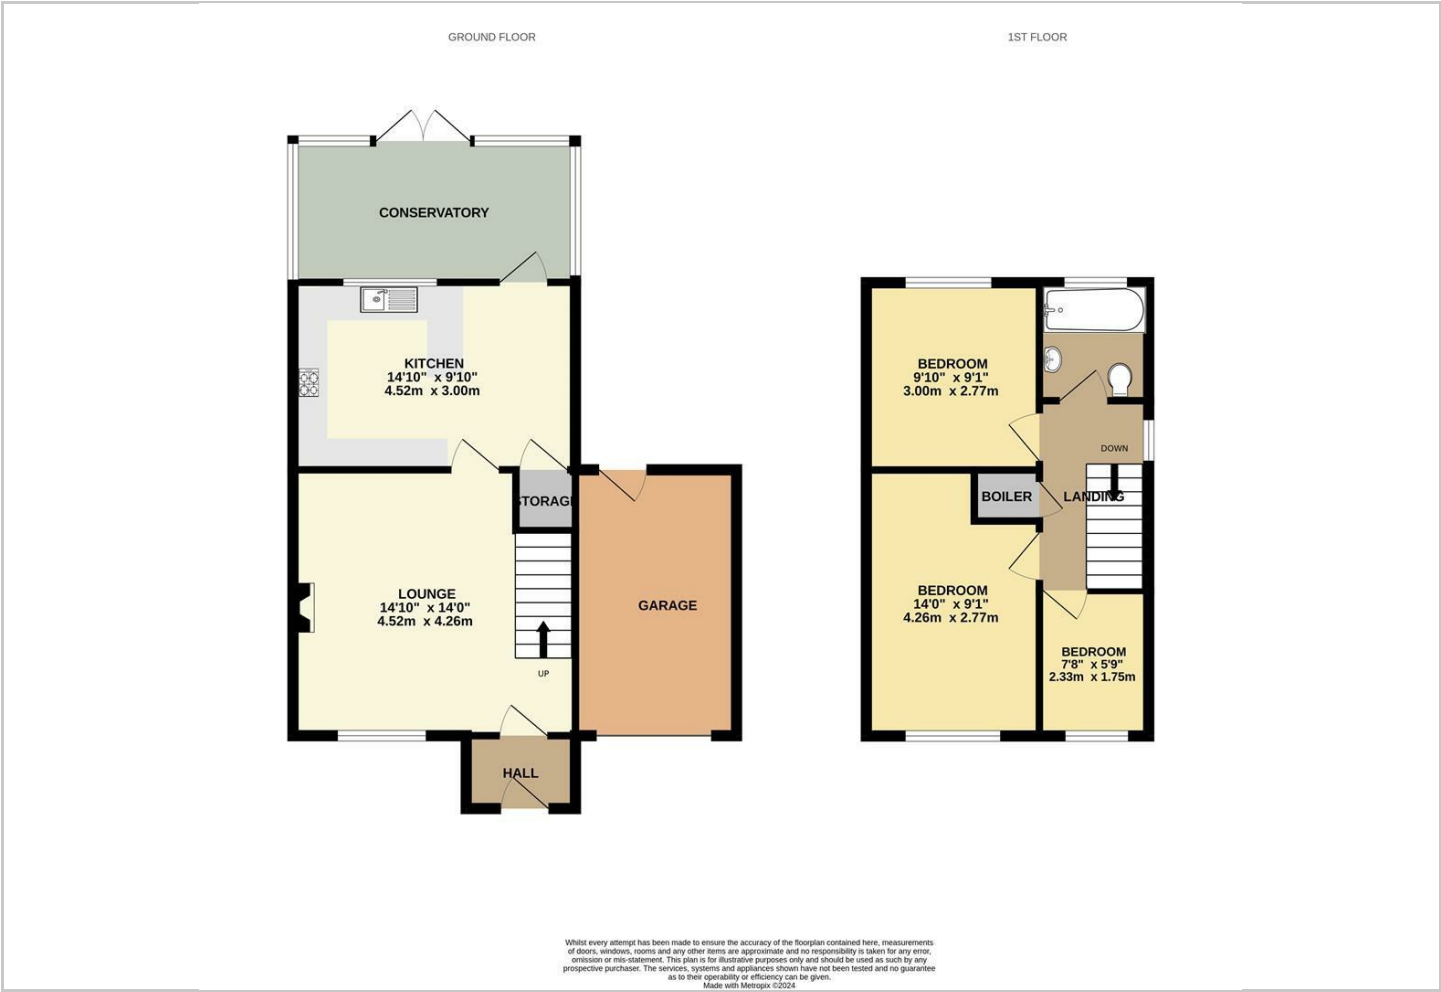 GROUND FLOOR
1ST FLOOR
CONSERVATORY
KITCHEN
14'10" x 9'10"
4.52m x 3.00m
STORAGE
LOUNGE
14'10" x 14'0"
4.52m x 4.26m
UP
GARAGE
HALL
BEDROOM
9'10" x 9'1"
3.00m x 2.77m
DOWN
BOILER
LANDING
BEDROOM
14'0" x 9'1"
4.26m x 2.77m
BEDROOM
7'8" x 5'9"
2.33m x 1.75m
Whilst every attempt has been made to ensure the accuracy of the floorplan contained here, measurements
of doors, windows, rooms and any other items are approximate and no responsibility is taken for any error,
omission or mis-statement. This plan is for illustrative purposes only and should be used as such by any
prospective purchaser. The services, systems and appliances shown have not been tested and no guarantee
as to their operability or efficiency can be given.
Made with Metropix ©2024